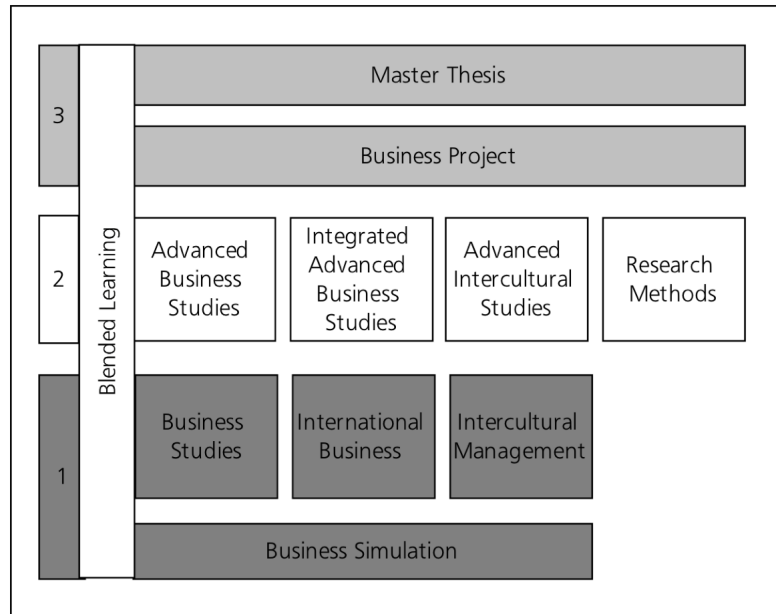 3
Master Thesis
Business Project
Blended Learning
2
Advanced
Business
Studies
Integrated
Advanced
Business
Studies
Advanced
Intercultural
Studies
Research
Methods
1
Business
Studies
International
Business
Intercultural
Management
Business Simulation